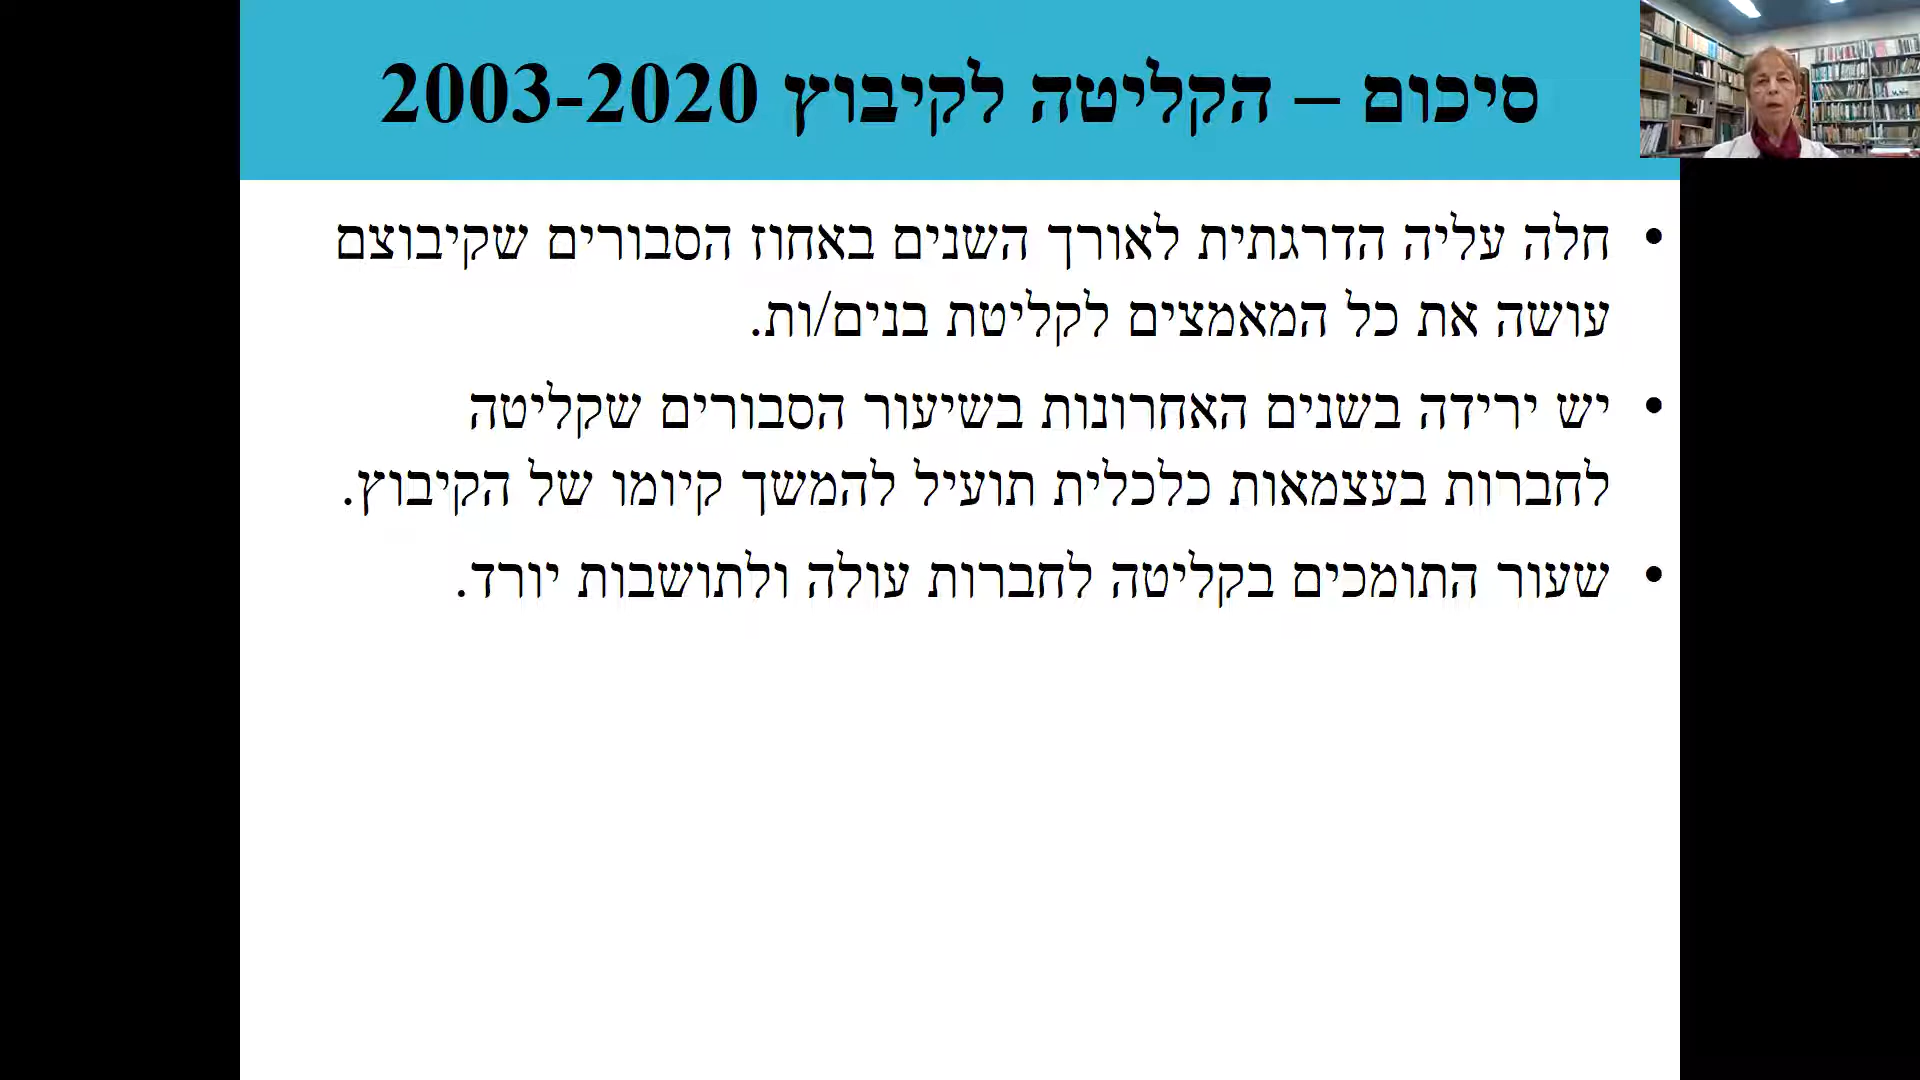 סיכום – הקליטה לקיבוץ 2003-2020
• חלה עליה הדרגתית לאורך השנים באחוז הסבורים שקיבוצם
עושה את כל המאמצים לקליטת בנים/ות.
• יש ירידה בשנים האחרונות בשיעור הסבורים שקליטה
לחברות בעצמאות כלכלית תועיל להמשך קיומו של הקיבוץ.
• שעור התומכים בקליטה לחברות עולה ולתושבות יורד.